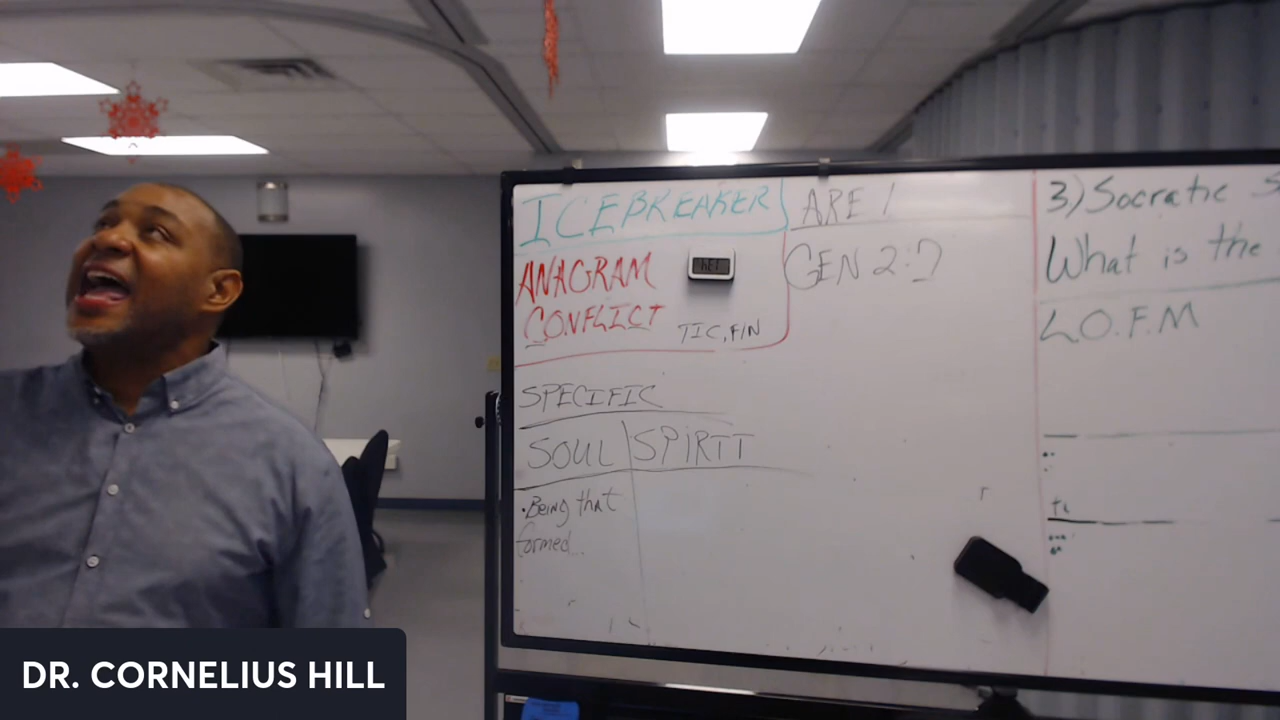 ICEBREAKER
ANAGRAM
CONFLICT
TIC, FIN
SPECIFIC
SOUL SPIRIT
• Being that
formed...
ARE /
GEN 2:7
3) Socratic S
What is the
L.O.F.M
DR. CORNELIUS HILL